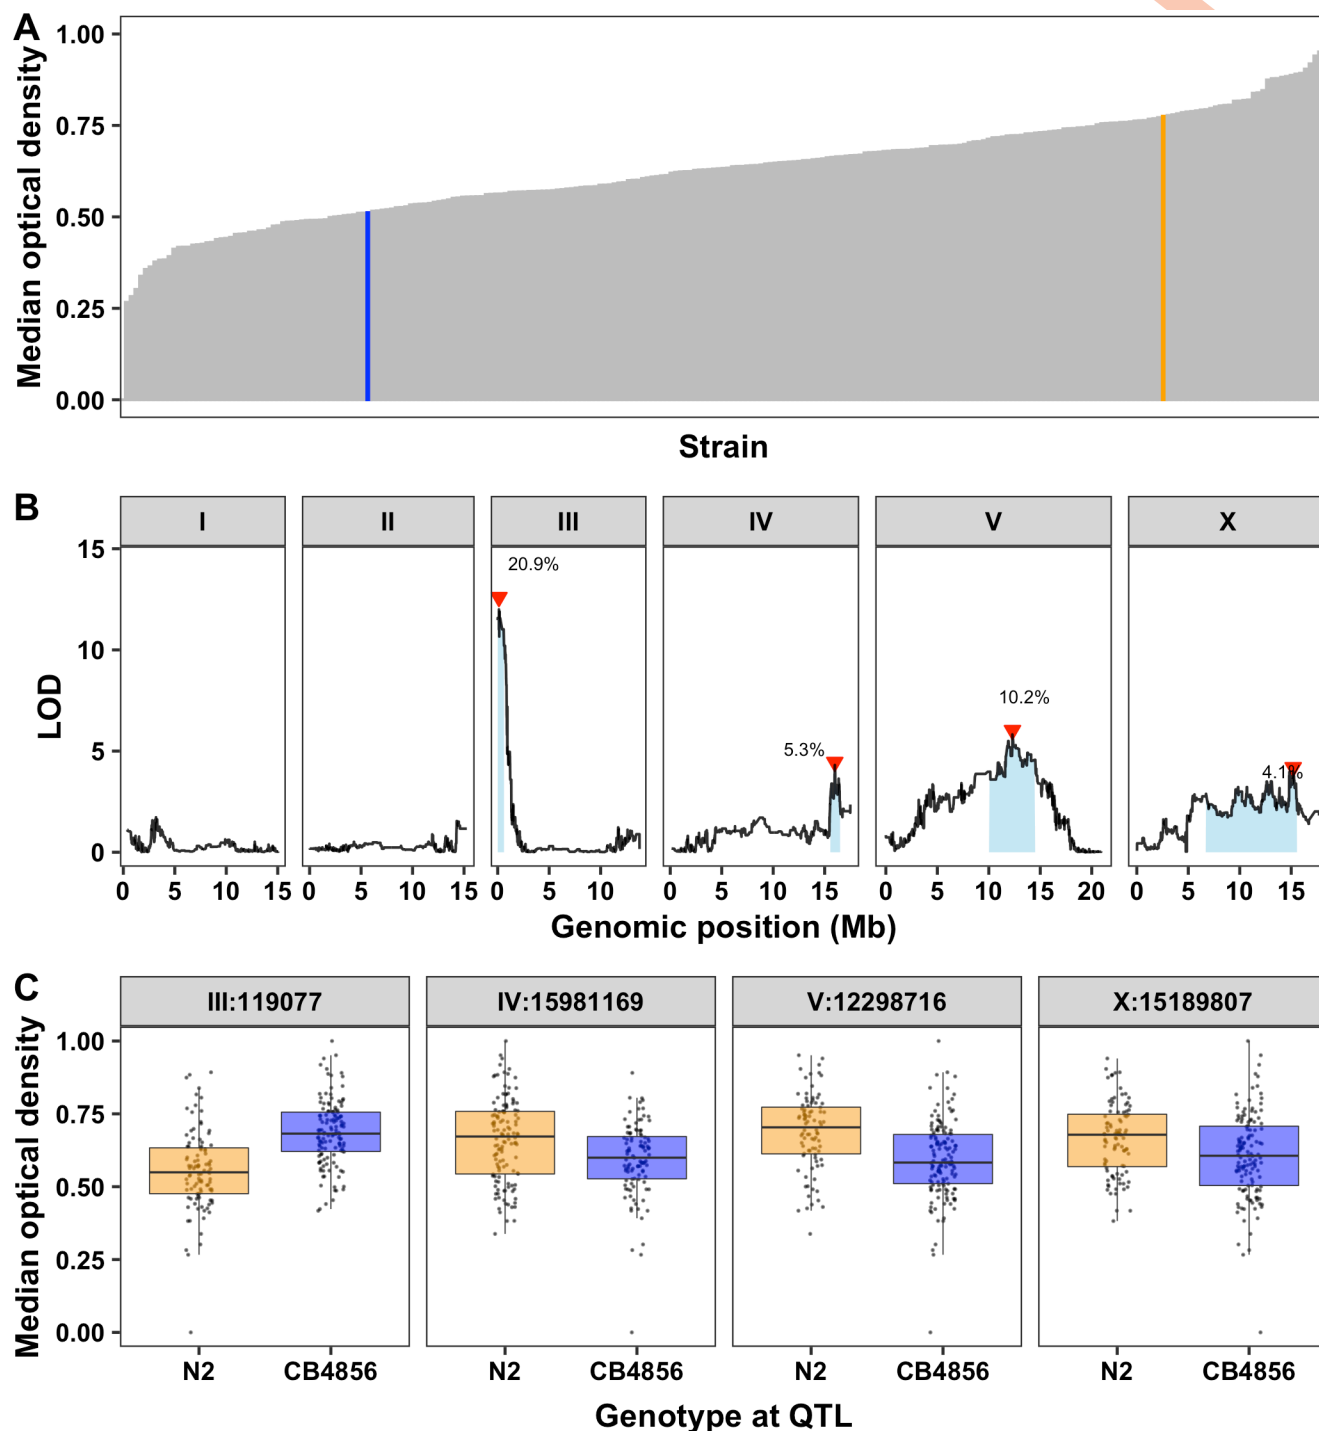 A
Median optical density
1.00
0.75
0.50
0.25
0.00
Strain
B
I II III IV V X
LOD
15
10
5
0
20.9%
5.3%
10.2%
4.1%
0 5 10 15 0 5 10 15 0 5 10 0 5 10 15 0 5 10 15 20 0 5 10 15
Genomic position (Mb)
C
III:119077 IV:15981169 V:12298716 X:15189807
Median optical density
1.00
0.75
0.50
0.25
0.00
N2 CB4856 N2 CB4856 N2 CB4856 N2 CB4856
Genotype at QTL